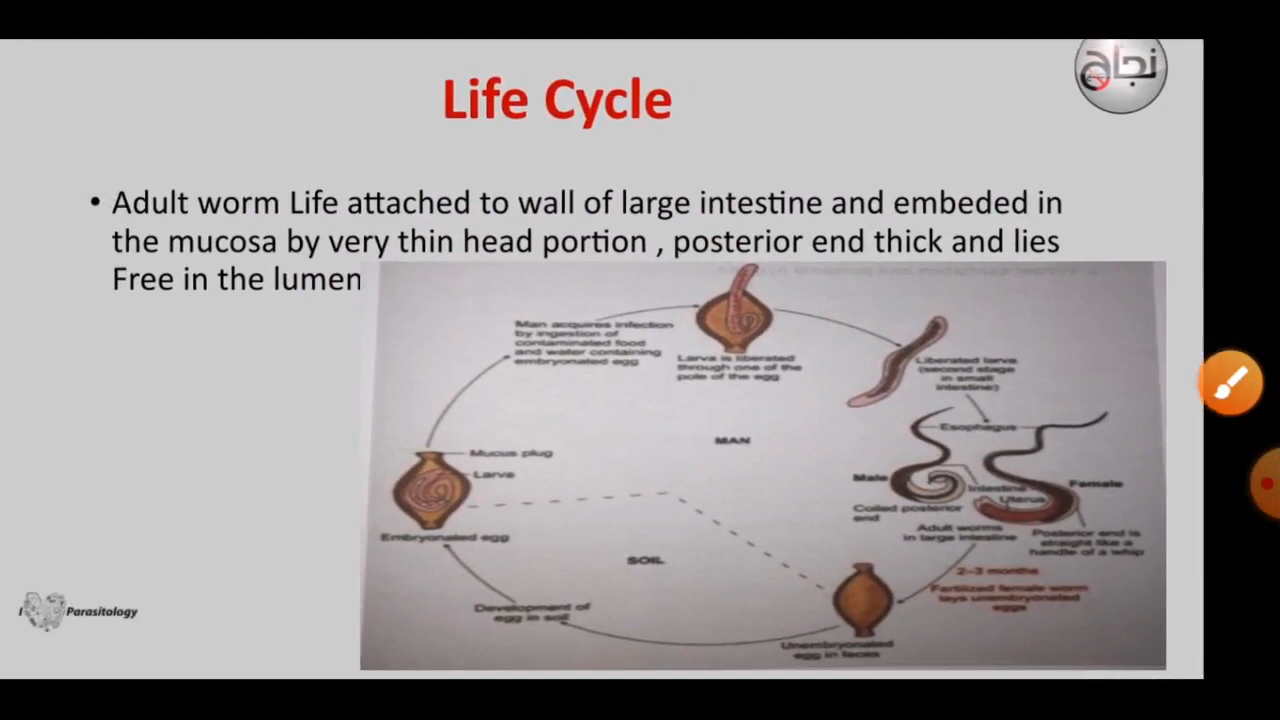 نجاح
Life Cycle
• Adult worm Life attached to wall of large intestine and embeded in
the mucosa by very thin head portion , posterior end thick and lies
Free in the lumen
Man acquires infection
by ingestion of
contaminated food
and water containing
embryonated egg
Larva is liberated
through one of the
pole of the egg
Liberated larva
(second stage
in small
intestine)
Esophagus
MAN
Mucus plug
Larva
Male
Intestine
Female
Uterus
Coiled posterior
end
Adult worms
in large intestine
Posterior end is
straight like a
handle of a whip
Embryonated egg
SOIL
2–3 months
Fertilized female worm
lays unembryonated
eggs
Development of
egg in soil
Unembryonated
egg in feces
I Parasitology